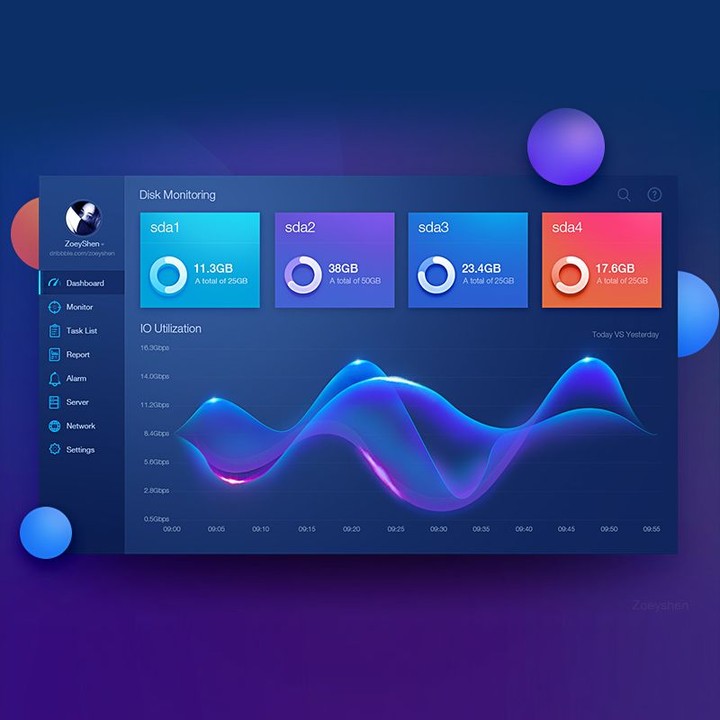 Disk Monitoring
ZoeyShen
dribbble.com/zoeyshen
Dashboard
Monitor
Task List
Report
Alarm
Server
Network
Settings
sda1
11.3GB
A total of 25GB
sda2
38GB
A total of 50GB
sda3
23.4GB
A total of 25GB
sda4
17.6GB
A total of 25GB
IO Utilization
Today VS Yesterday
16.3Gbps
14.0Gbps
11.2Gbps
8.4Gbps
5.6Gbps
2.8Gbps
0.5Gbps
09:00 09:05 09:10 09:15 09:20 09:25 09:30 09:35 09:40 09:45 09:50 09:55
Zoeyshen